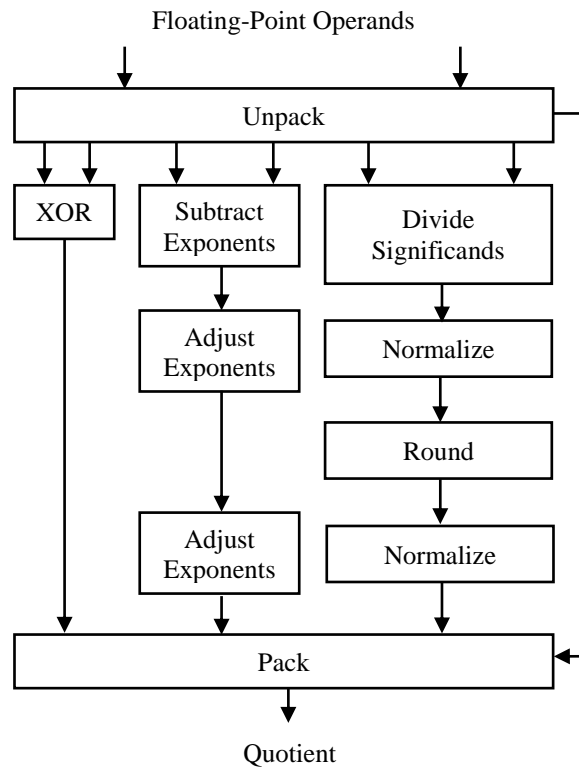 Floating-Point Operands
Unpack
XOR
Subtract
Exponents
Divide
Significands
Adjust
Exponents
Normalize
Round
Adjust
Exponents
Normalize
Pack
Quotient